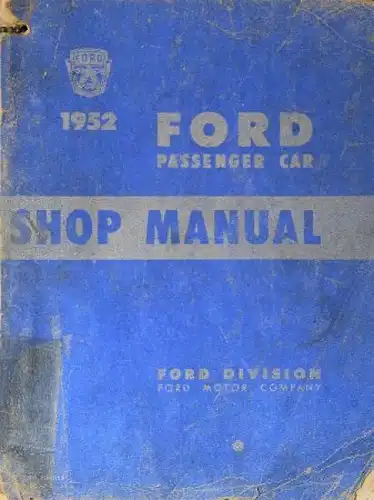 FORD
1952 FORD
PASSENGER CAR
SHOP MANUAL
FORD DIVISION
FORD MOTOR COMPANY